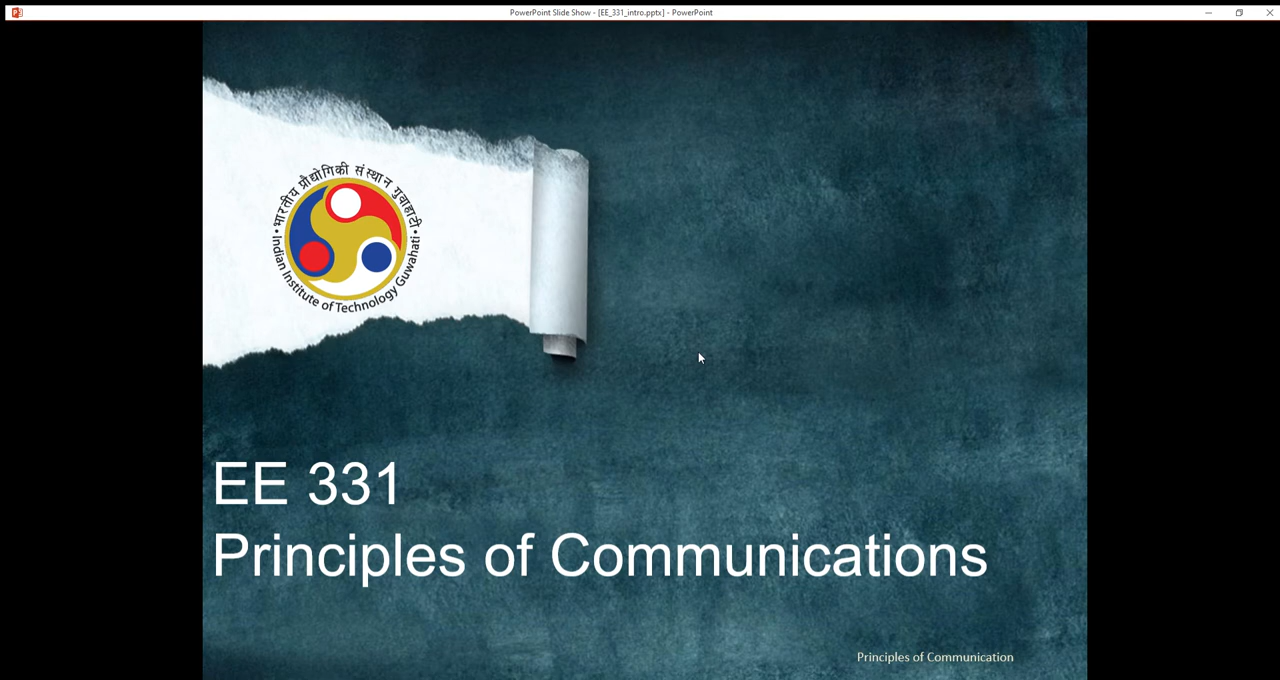 PowerPoint Slide Show - [EE_331_intro.pptx] - PowerPoint
भारतीय प्रौद्योगिकी संस्थान गुवाहाटी
Indian Institute of Technology Guwahati
EE 331
Principles of Communications
Principles of Communication